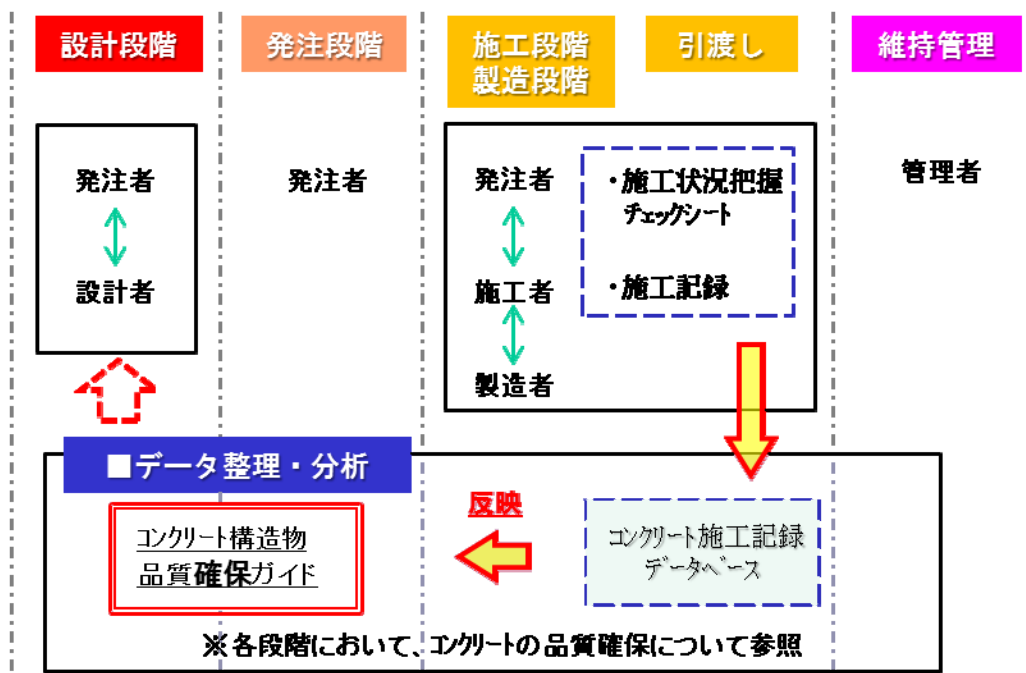 設計段階
発注段階
施工段階
製造段階
引渡し
維持管理
発注者
設計者
発注者
発注者
施工者
製造者
・施工状況把握
チェックシート
・施工記録
管理者
■データ整理・分析
コンクリート構造物
品質確保ガイド
反映
コンクリート施工記録
データベース
※各段階において、コンクリートの品質確保について参照